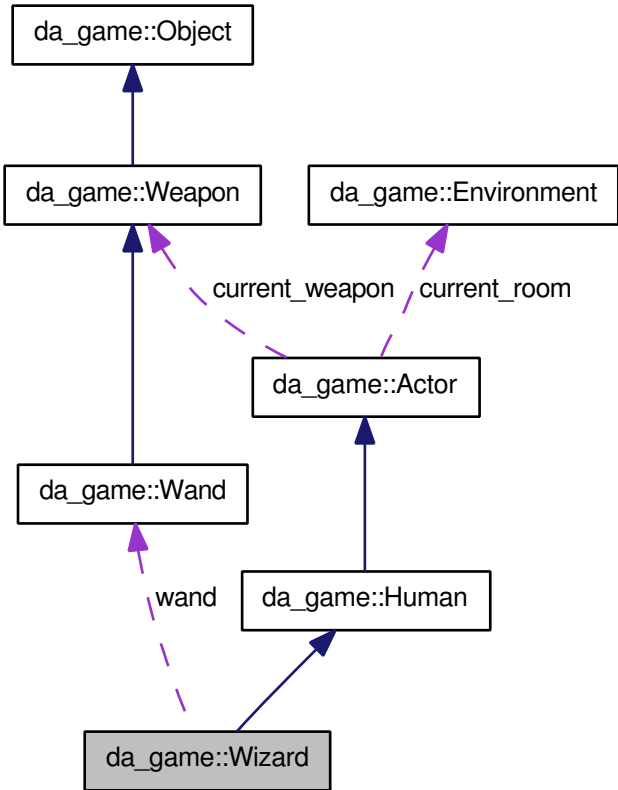 da_game::Object
da_game::Weapon
da_game::Environment
current_weapon
current_room
da_game::Actor
da_game::Wand
wand
da_game::Human
da_game::Wizard